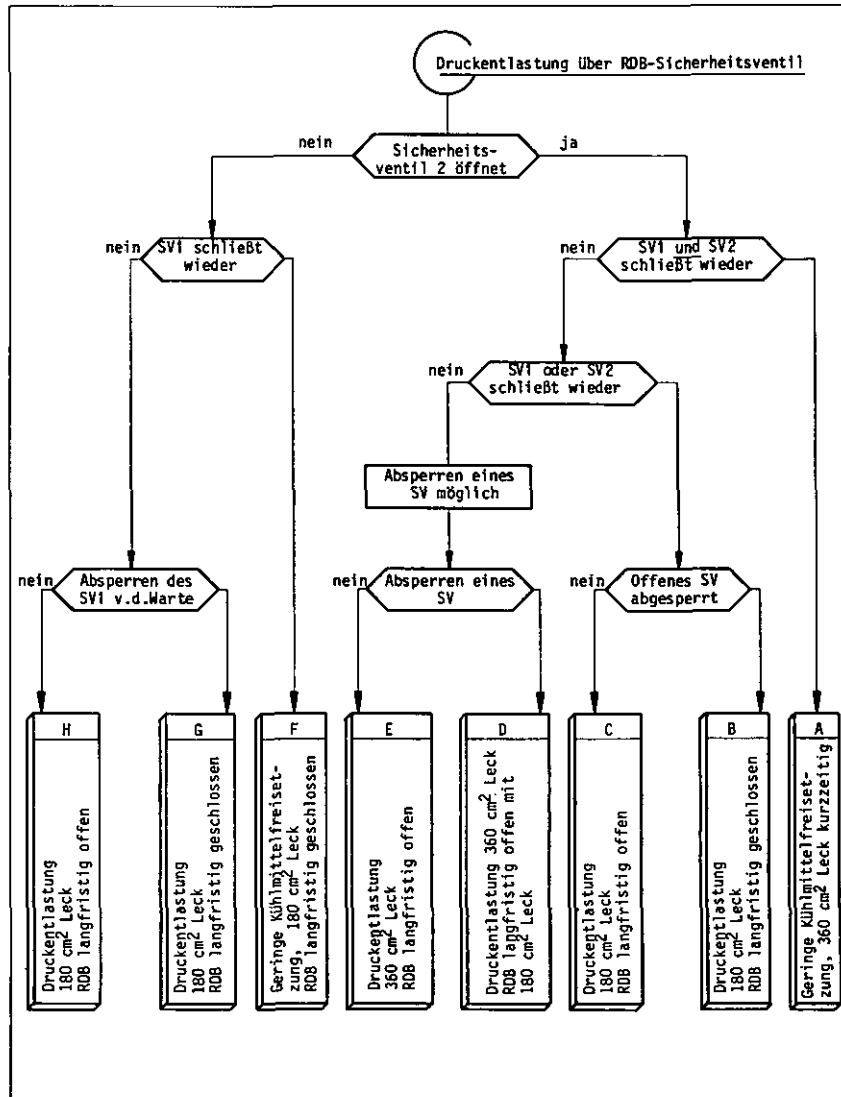 Druckentlastung über RDB-Sicherheitsventil
nein
Sicherheits-
ventil 2 öffnet
ja
nein
SV1 schließt
wieder
nein
SV1 und SV2
schließt wieder
nein
SV1 oder SV2
schließt wieder
Absperren eines
SV möglich
nein
Absperren des
SV1 v.d.Warte
nein
Absperren eines
SV
nein
Offenes SV
abgesperrt
H
Druckentlastung
180 cm² Leck
RDB langfristig offen
G
Druckentlastung
180 cm² Leck
RDB langfristig geschlossen
F
Geringe Kühlmittelfreiset-
zung, 180 cm² Leck
RDB langfristig geschlossen
E
Druckentlastung
360 cm² Leck
RDB langfristig offen
D
Druckentlastung 360 cm² Leck
RDB langfristig offen mit
180 cm² Leck
C
Druckentlastung
180 cm² Leck
RDB langfristig offen
B
Druckentlastung
180 cm² Leck
RDB langfristig geschlossen
A
Geringe Kühlmittelfreiset-
zung, 360 cm² Leck kurzzeitig